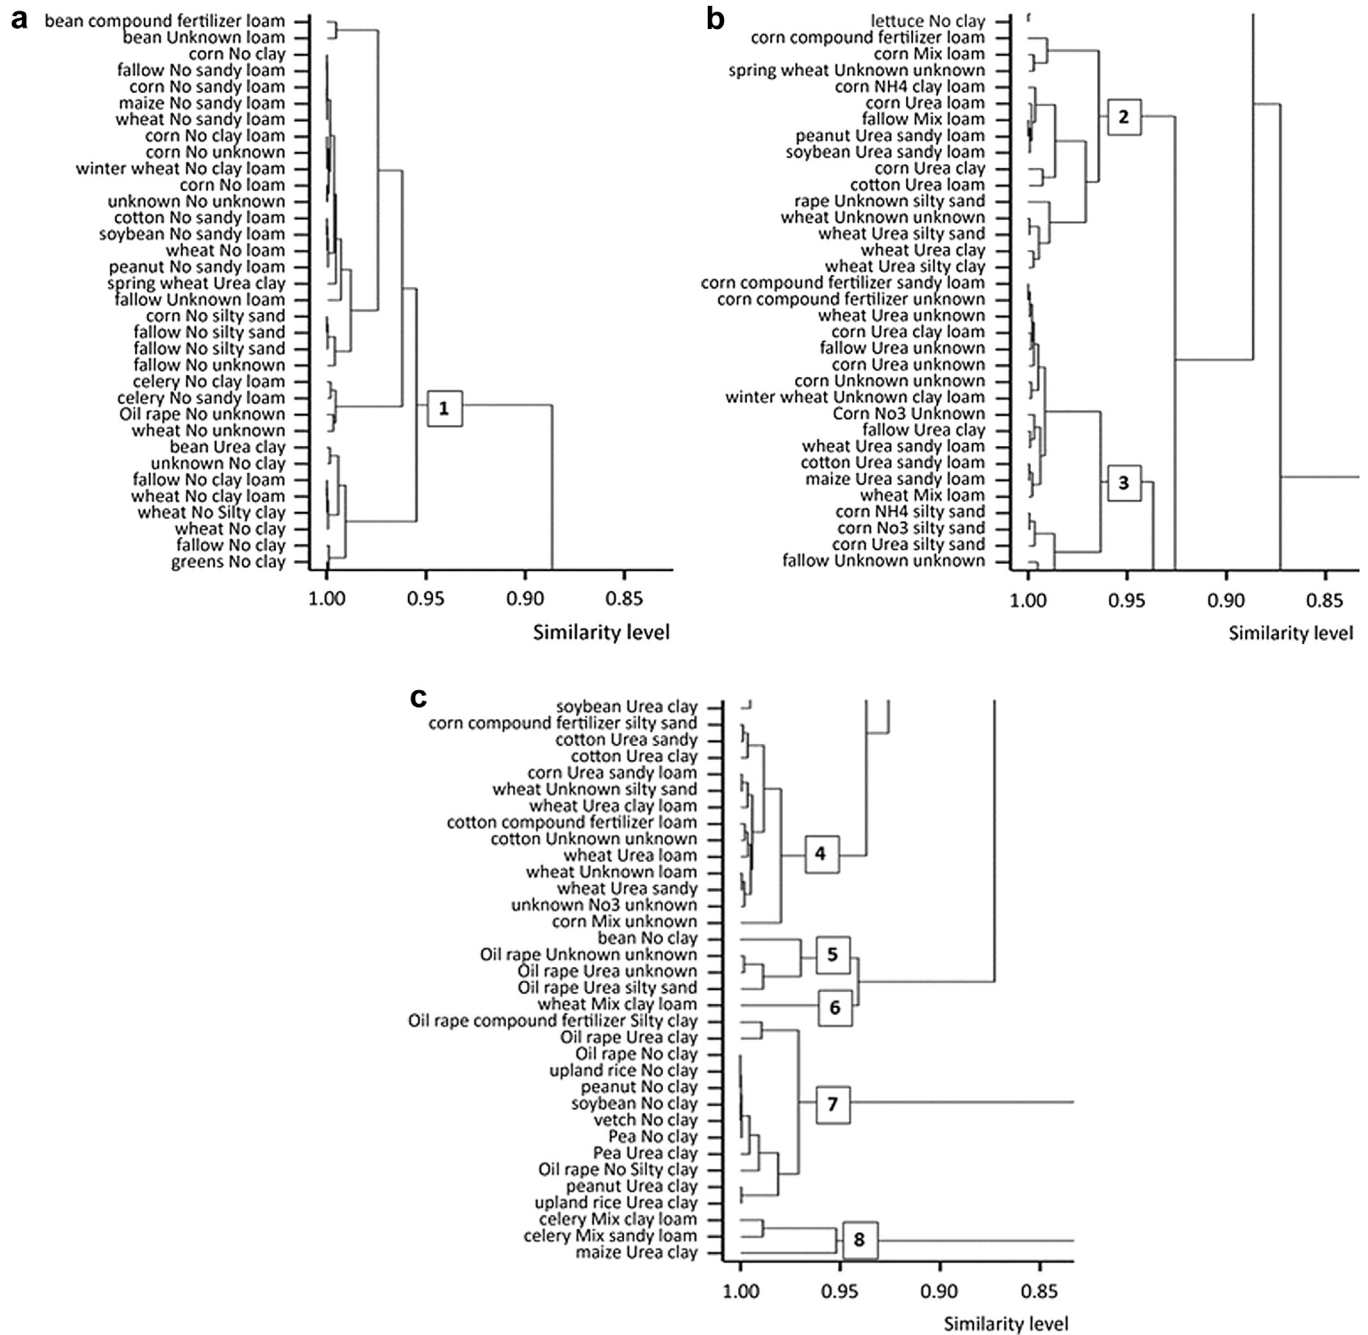 a
bean compound fertilizer loam
bean Unknown loam
corn No clay
fallow No sandy loam
corn No sandy loam
maize No sandy loam
wheat No sandy loam
corn No clay loam
corn No unknown
winter wheat No clay loam
corn No loam
unknown No unknown
cotton No sandy loam
soybean No sandy loam
wheat No loam
peanut No sandy loam
spring wheat Urea clay
fallow Unknown loam
corn No silty sand
fallow No silty sand
fallow No silty sand
fallow No unknown
celery No clay loam
celery No sandy loam
Oil rape No unknown
wheat No unknown
bean Urea clay
unknown No clay
fallow No clay loam
wheat No clay loam
wheat No Silty clay
wheat No clay
fallow No clay
greens No clay
1
1.00 0.95 0.90 0.85
Similarity level
b
lettuce No clay
corn compound fertilizer loam
corn Mix loam
spring wheat Unknown unknown
corn NH4 clay loam
corn Urea loam
fallow Mix loam
peanut Urea sandy loam
soybean Urea sandy loam
corn Urea clay
cotton Urea loam
rape Unknown silty sand
wheat Unknown unknown
wheat Urea silty sand
wheat Urea clay
wheat Urea silty clay
corn compound fertilizer sandy loam
corn compound fertilizer unknown
wheat Urea unknown
corn Urea clay loam
fallow Urea unknown
corn Urea unknown
corn Unknown unknown
winter wheat Unknown clay loam
Corn No3 Unknown
fallow Urea clay
wheat Urea sandy loam
cotton Urea sandy loam
maize Urea sandy loam
wheat Mix loam
corn NH4 silty sand
corn No3 silty sand
corn Urea silty sand
fallow Unknown unknown
2
3
1.00 0.95 0.90 0.85
Similarity level
c
soybean Urea clay
corn compound fertilizer silty sand
cotton Urea sandy
cotton Urea clay
corn Urea sandy loam
wheat Unknown silty sand
wheat Urea clay loam
cotton compound fertilizer loam
cotton Unknown unknown
wheat Urea loam
wheat Unknown loam
wheat Urea sandy
unknown No3 unknown
corn Mix unknown
bean No clay
Oil rape Unknown unknown
Oil rape Urea unknown
Oil rape Urea silty sand
wheat Mix clay loam
Oil rape compound fertilizer Silty clay
Oil rape Urea clay
Oil rape No clay
upland rice No clay
peanut No clay
soybean No clay
vetch No clay
Pea No clay
Pea Urea clay
Oil rape No Silty clay
peanut Urea clay
upland rice Urea clay
celery Mix clay loam
celery Mix sandy loam
maize Urea clay
4
5
6
7
8
1.00 0.95 0.90 0.85
Similarity level